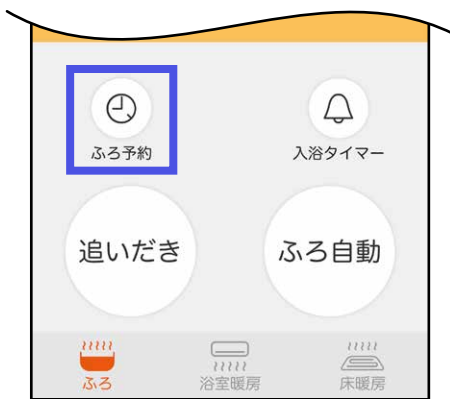 ふろ予約
入浴タイマー
追いだき
ふろ自動
ふろ
浴室暖房
床暖房